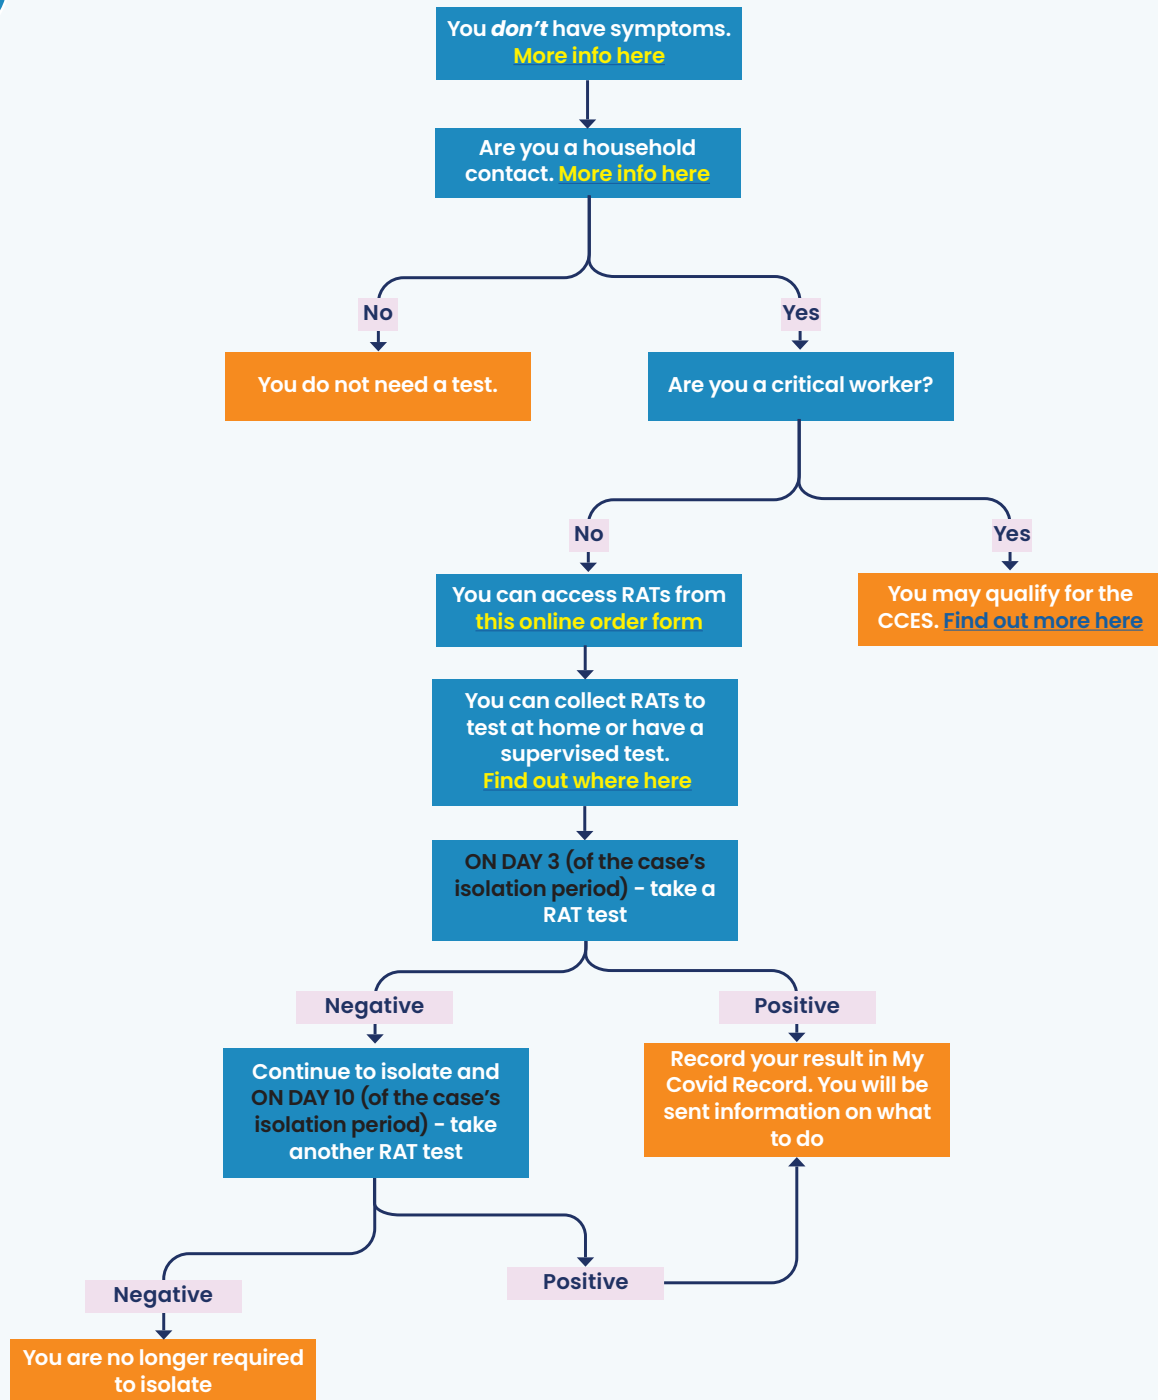 You don’t have symptoms.
More info here
Are you a household
contact. More info here
No
Yes
You do not need a test.
Are you a critical worker?
No
Yes
You can access RATs from
this online order form
You may qualify for the
CCES. Find out more here
You can collect RATs to
test at home or have a
supervised test.
Find out where here
ON DAY 3 (of the case’s
isolation period) - take a
RAT test
Negative
Positive
Continue to isolate and
ON DAY 10 (of the case’s
isolation period) - take
another RAT test
Record your result in My
Covid Record. You will be
sent information on what
to do
Negative
Positive
You are no longer required
to isolate